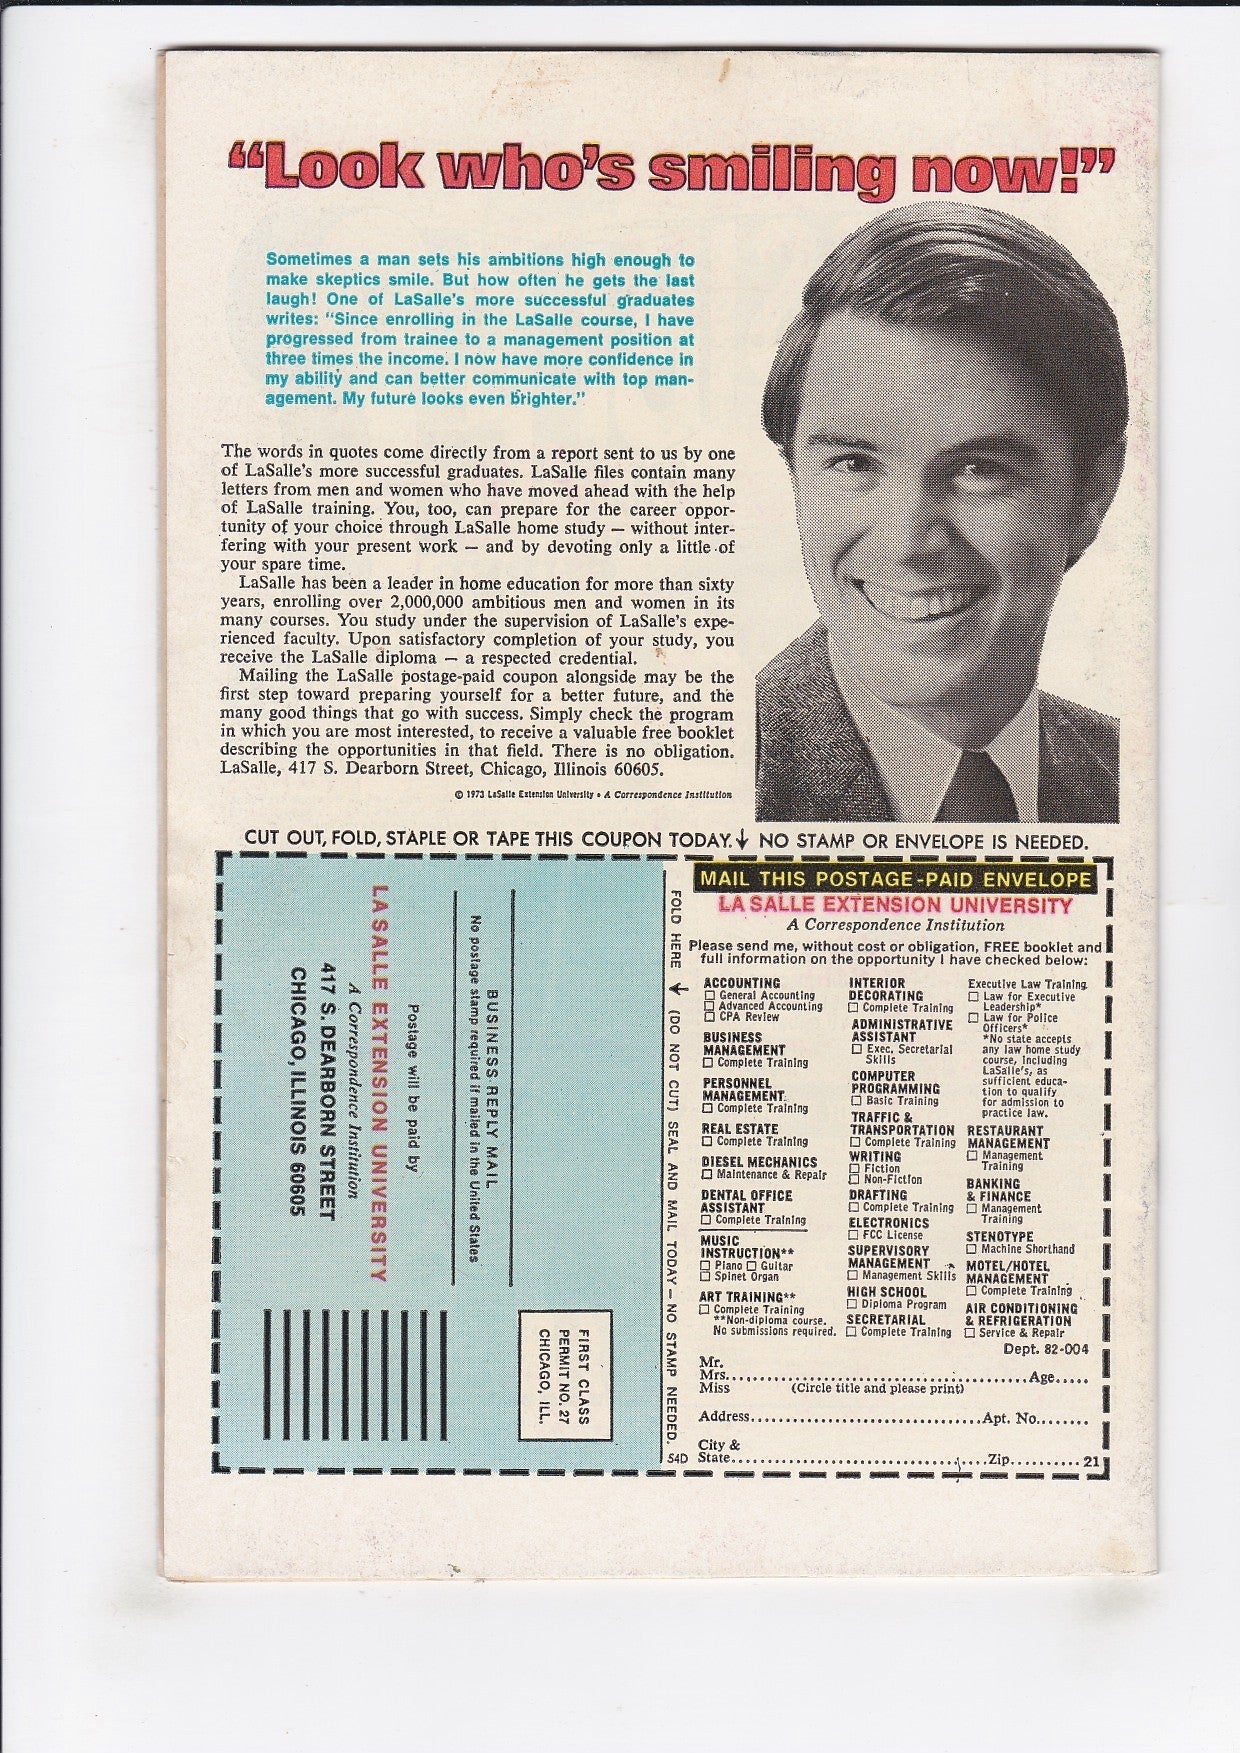 “Look who’s smiling now!”
Sometimes a man sets his ambitions high enough to
make skeptics smile. But how often he gets the last
laugh! One of LaSalle’s more successful graduates
writes: “Since enrolling in the LaSalle course, I have
progressed from trainee to a management position at
three times the income. I now have more confidence in
my ability and can better communicate with top man-
agement. My future looks even brighter.”
The words in quotes come directly from a report sent to us by one
of LaSalle’s more successful graduates. LaSalle files contain many
letters from men and women who have moved ahead with the help
of LaSalle training. You, too, can prepare for the career oppor-
tunity of your choice through LaSalle home study — without inter-
fering with your present work — and by devoting only a little of
your spare time.
LaSalle has been a leader in home education for more than sixty
years, enrolling over 2,000,000 ambitious men and women in its
many courses. You study under the supervision of LaSalle’s expe-
rienced faculty. Upon satisfactory completion of your study, you
receive the LaSalle diploma — a respected credential.
Mailing the LaSalle postage-paid coupon alongside may be the
first step toward preparing yourself for a better future, and the
many good things that go with success. Simply check the program
in which you are most interested, to receive a valuable free booklet
describing the opportunities in that field. There is no obligation.
LaSalle, 417 S. Dearborn Street, Chicago, Illinois 60605.
© 1973 LaSalle Extension University • A Correspondence Institution
CUT OUT, FOLD, STAPLE OR TAPE THIS COUPON TODAY. ↓ NO STAMP OR ENVELOPE IS NEEDED.
FIRST CLASS
PERMIT NO. 27
CHICAGO, ILL.
BUSINESS REPLY MAIL
No postage stamp required if mailed in the United States
Postage will be paid by
LA SALLE EXTENSION UNIVERSITY
A Correspondence Institution
417 S. DEARBORN STREET
CHICAGO, ILLINOIS 60605
FOLD HERE ← (DO NOT CUT) SEAL AND MAIL TODAY — NO STAMP NEEDED.
54D
MAIL THIS POSTAGE-PAID ENVELOPE
LA SALLE EXTENSION UNIVERSITY
A Correspondence Institution
Please send me, without cost or obligation, FREE booklet and
full information on the opportunity I have checked below:
ACCOUNTING
☐ General Accounting
☐ Advanced Accounting
☐ CPA Review
BUSINESS
MANAGEMENT
☐ Complete Training
PERSONNEL
MANAGEMENT
☐ Complete Training
REAL ESTATE
☐ Complete Training
DIESEL MECHANICS
☐ Maintenance & Repair
DENTAL OFFICE
ASSISTANT
☐ Complete Training
MUSIC
INSTRUCTION**
☐ Piano ☐ Guitar
☐ Spinet Organ
ART TRAINING**
☐ Complete Training
**Non-diploma course.
No submissions required.
INTERIOR
DECORATING
☐ Complete Training
ADMINISTRATIVE
ASSISTANT
☐ Exec. Secretarial
Skills
COMPUTER
PROGRAMMING
☐ Basic Training
TRAFFIC &
TRANSPORTATION
☐ Complete Training
WRITING
☐ Fiction
☐ Non-Fiction
DRAFTING
☐ Complete Training
ELECTRONICS
☐ FCC License
SUPERVISORY
MANAGEMENT
☐ Management Skills
HIGH SCHOOL
☐ Diploma Program
SECRETARIAL
☐ Complete Training
Executive Law Training
☐ Law for Executive
Leadership*
☐ Law for Police
Officers*
*No state accepts
any law home study
course, including
LaSalle's, as
sufficient educa-
tion to qualify
for admission to
practice law.
RESTAURANT
MANAGEMENT
☐ Management
Training
BANKING
& FINANCE
☐ Management
Training
STENOTYPE
☐ Machine Shorthand
MOTEL/HOTEL
MANAGEMENT
☐ Complete Training
AIR CONDITIONING
& REFRIGERATION
☐ Service & Repair
Dept. 82-004
Mr.
Mrs. Age
Miss (Circle title and please print)
Address Apt. No.
City &
State Zip 21